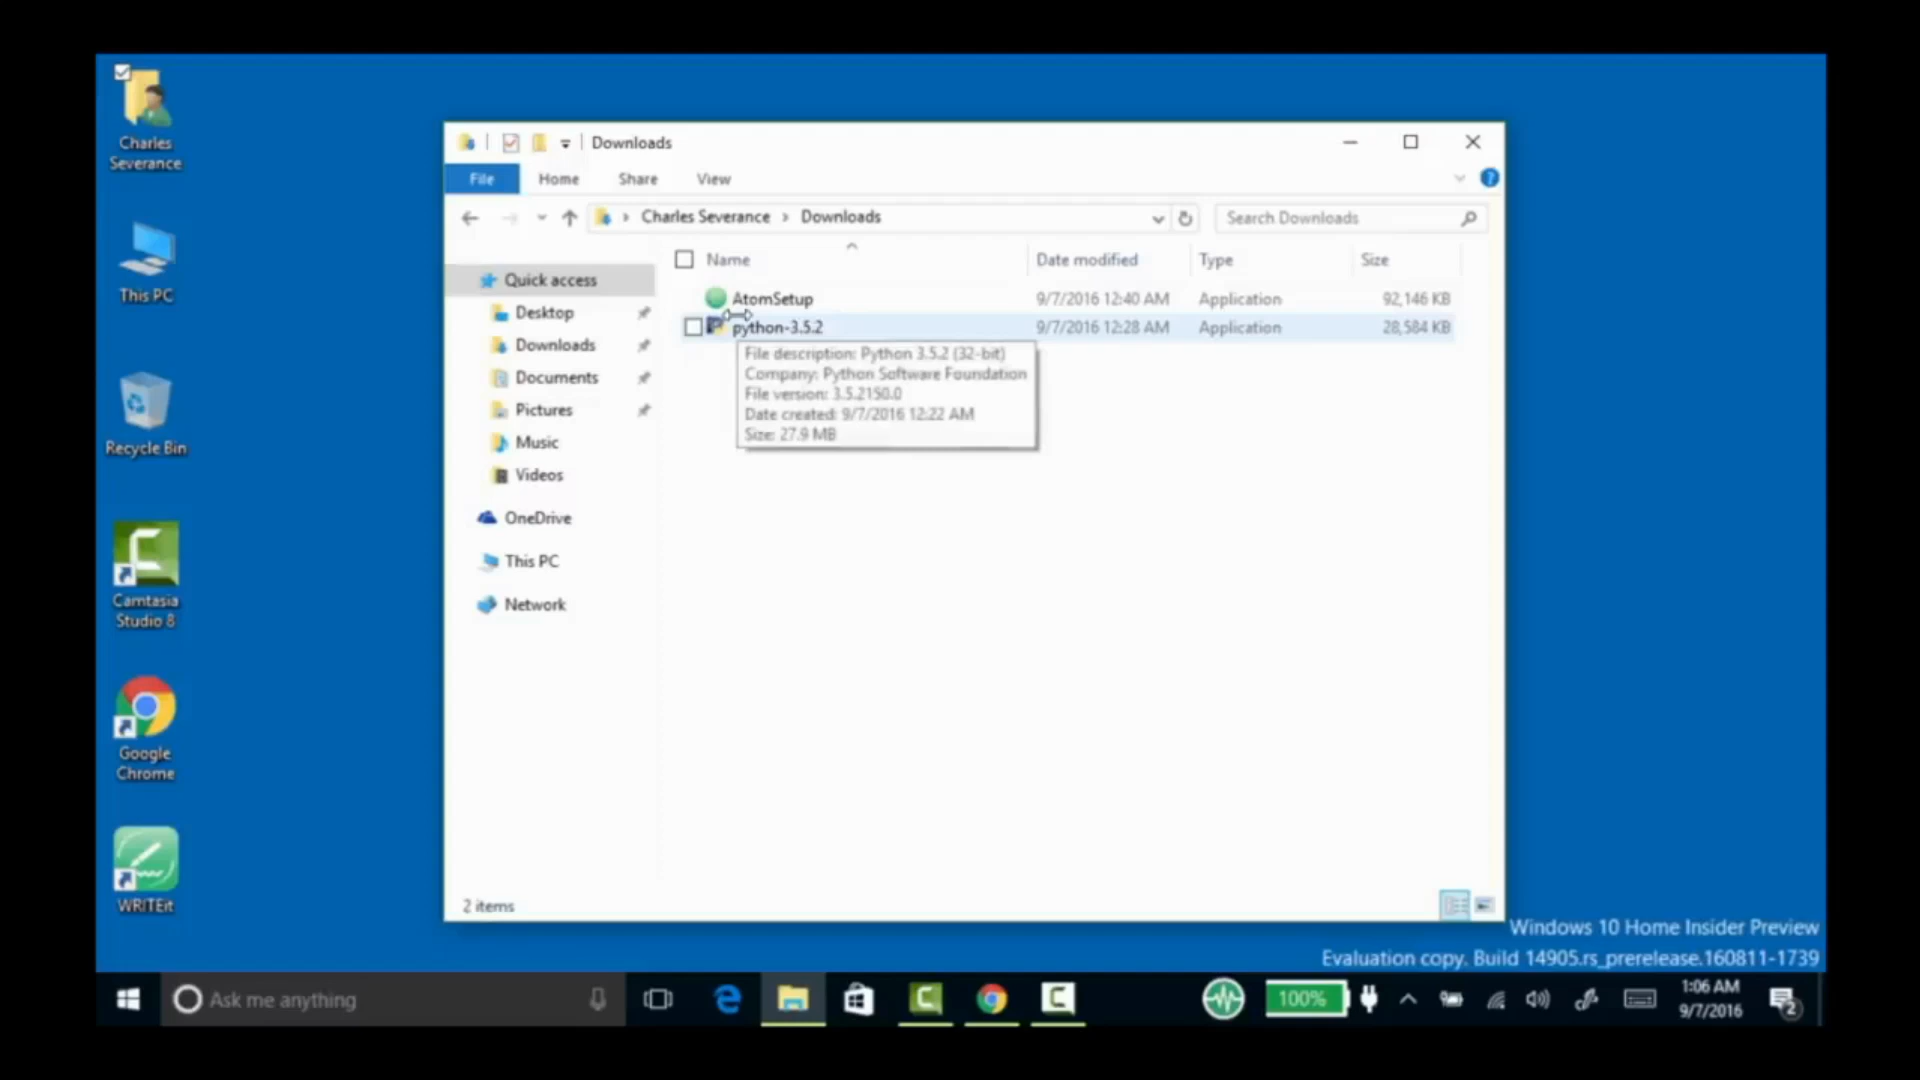 Charles
Severance
This PC
Recycle Bin
Camtasia
Studio 8
Google
Chrome
WRITEit
Downloads
File Home Share View
Charles Severance Downloads
Search Downloads
Name Date modified Type Size
Quick access
Desktop
Downloads
Documents
Pictures
Music
Videos
OneDrive
This PC
Network
AtomSetup 9/7/2016 12:40 AM Application 92,146 KB
python-3.5.2 9/7/2016 12:28 AM Application 28,584 KB
File description: Python 3.5.2 (32-bit)
Company: Python Software Foundation
File version: 3.5.2150.0
Date created: 9/7/2016 12:22 AM
Size: 27.9 MB
2 items
Windows 10 Home Insider Preview
Evaluation copy. Build 14905.rs_prerelease.160811-1739
Ask me anything
100%
1:06 AM
9/7/2016
2